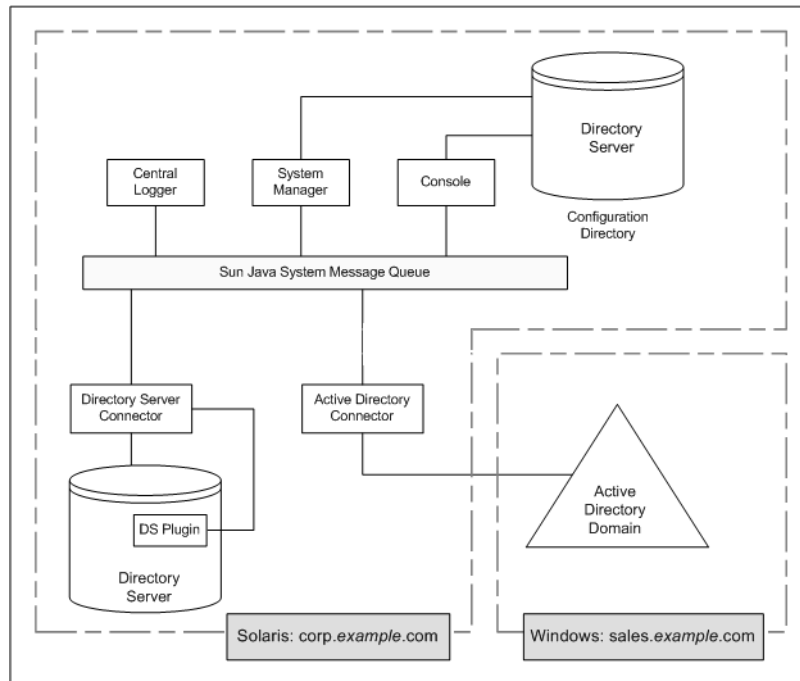 Directory
Server
Central
Logger
System
Manager
Console
Configuration
Directory
Sun Java System Message Queue
Directory Server
Connector
Active Directory
Connector
DS Plugin
Directory
Server
Active
Directory
Domain
Solaris: corp.example.com
Windows: sales.example.com